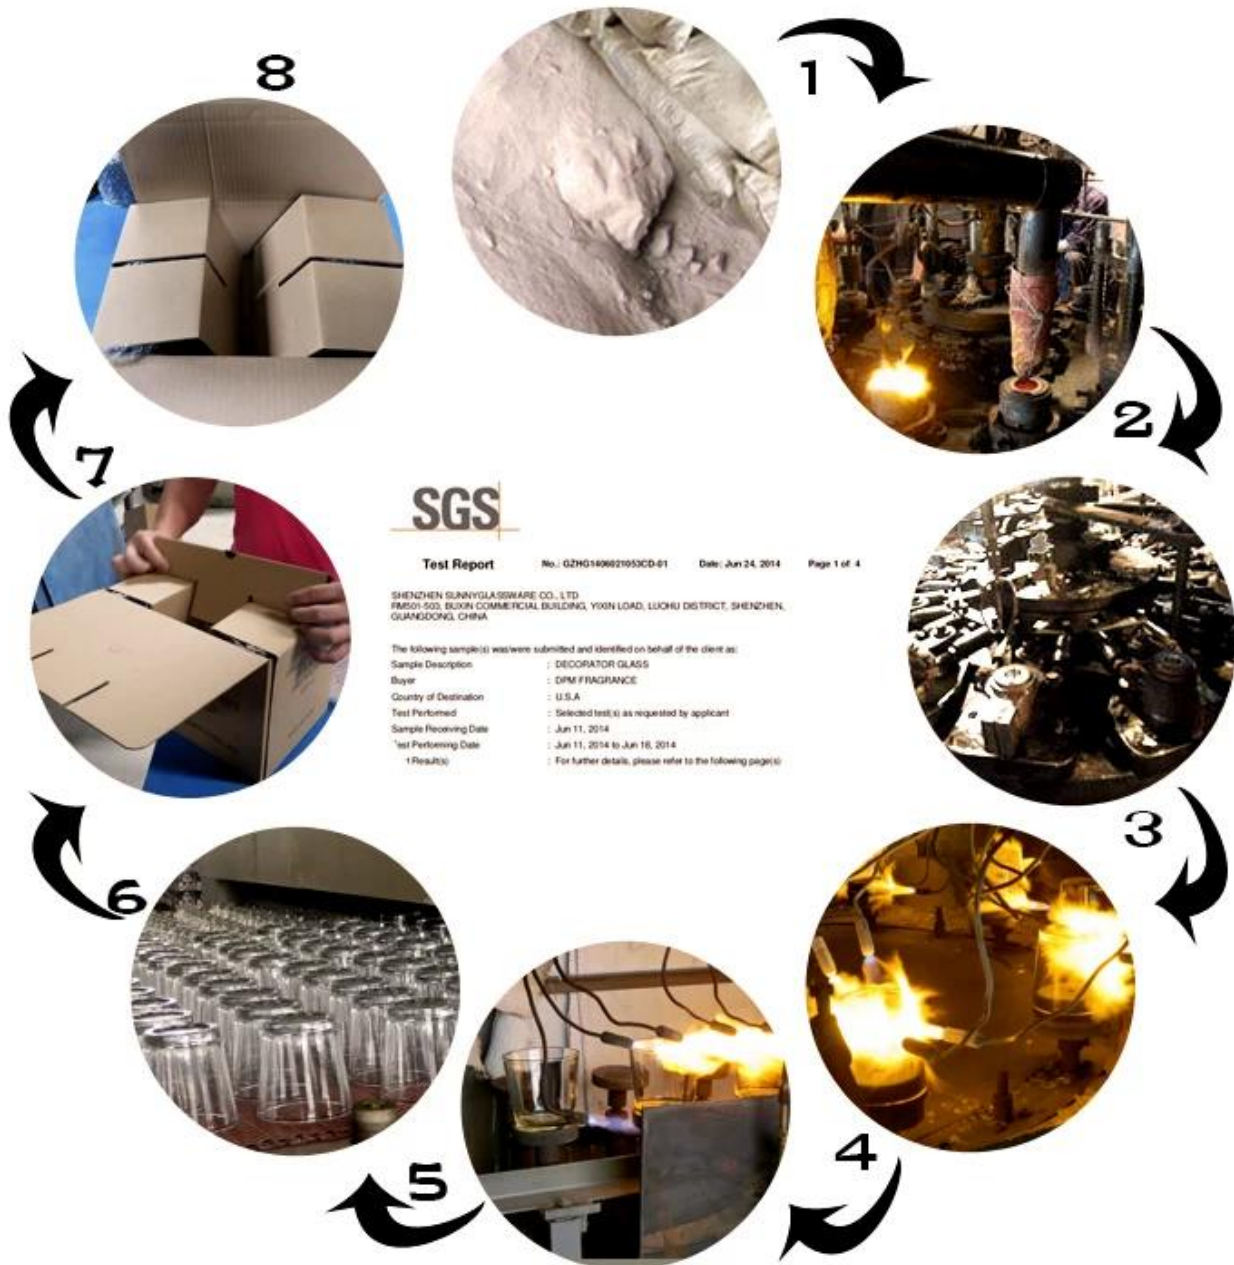 8
1
2
7
SGS
Test Report No.: GZHG1406021053CD-01 Date: Jun 24, 2014 Page 1 of 4
SHENZHEN SUNNYGLASSWARE CO., LTD
RM501-503, BUXIN COMMERCIAL BUILDING, YIXIN LOAD, LUOHU DISTRICT, SHENZHEN,
GUANGDONG, CHINA
The following sample(s) was/were submitted and identified on behalf of the client as:
Sample Description : DECORATOR GLASS
Buyer : DPM FRAGRANCE
Country of Destination : U.S.A
Test Performed : Selected test(s) as requested by applicant
Sample Receiving Date : Jun 11, 2014
Test Performing Date : Jun 11, 2014 to Jun 18, 2014
Result(s) : For further details, please refer to the following page(s)
3
6
4
5